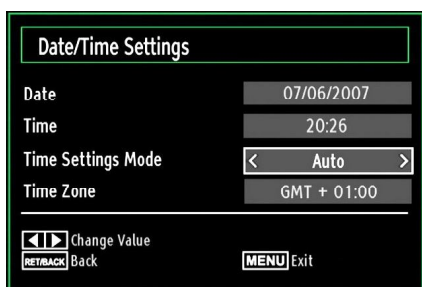 Date/Time Settings
Date 07/06/2007
Time 20:26
Time Settings Mode < Auto >
Time Zone GMT + 01:00
Change Value
RET/BACK Back MENU Exit